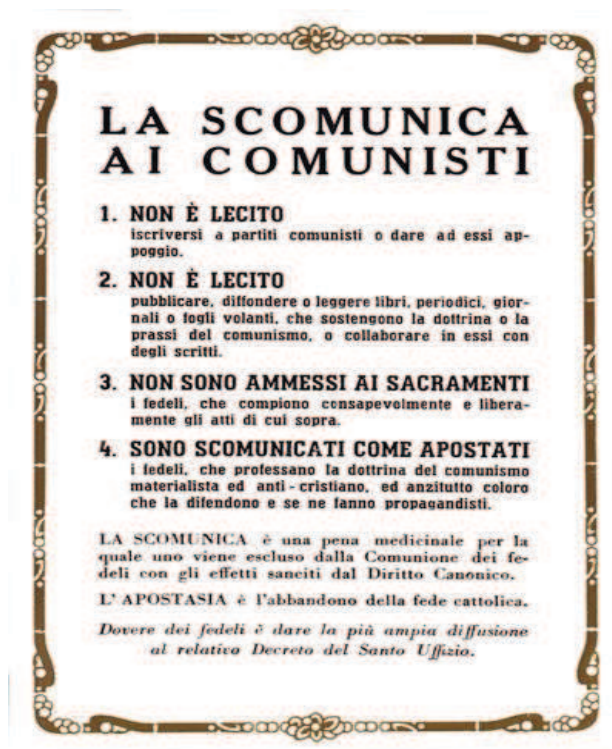 LA SCOMUNICA
AI COMUNISTI
1. NON È LECITO
iscriversi a partiti comunisti o dare ad essi ap-
poggio.
2. NON È LECITO
pubblicare, diffondere o leggere libri, periodici, gior-
nali o fogli volanti, che sostengono la dottrina o la
prassi del comunismo, o collaborare in essi con
degli scritti.
3. NON SONO AMMESSI AI SACRAMENTI
i fedeli, che compiono consapevolmente e libera-
mente gli atti di cui sopra.
4. SONO SCOMUNICATI COME APOSTATI
i fedeli, che professano la dottrina del comunismo
materialista ed anti-cristiano, ed anzitutto coloro
che la difendono e se ne fanno propagandisti.
LA SCOMUNICA è una pena medicinale per la
quale uno viene escluso dalla Comunione dei fe-
deli con gli effetti sanciti dal Diritto Canonico.
L'APOSTASIA è l'abbandono della fede cattolica.
Dovere dei fedeli è dare la più ampia diffusione
al relativo Decreto del Santo Uffizio.